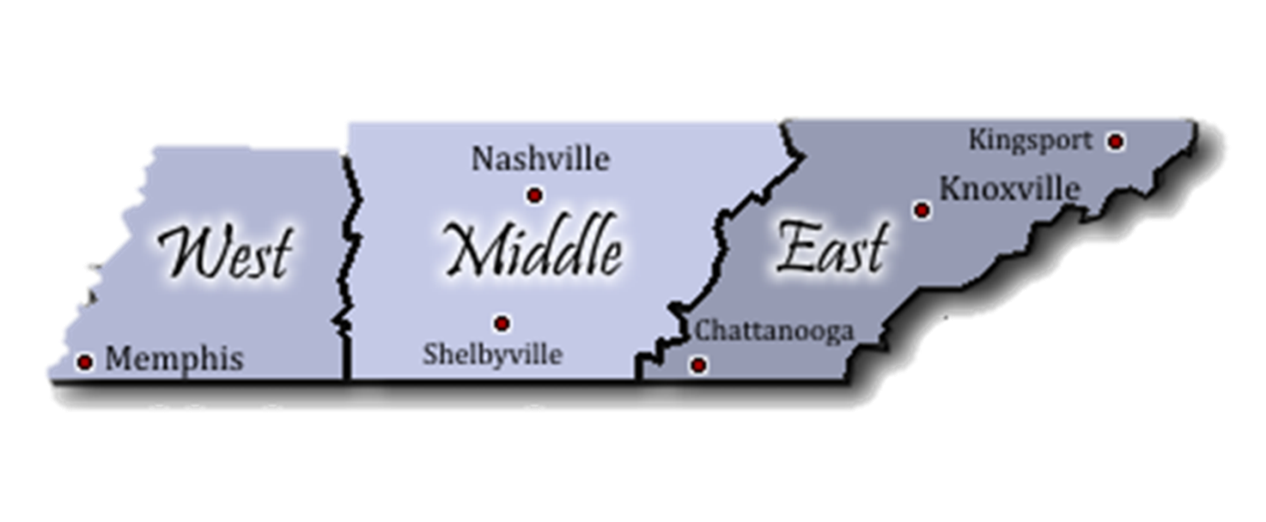 Kingsport
Nashville
Knoxville
West
Middle
East
Chattanooga
Memphis
Shelbyville